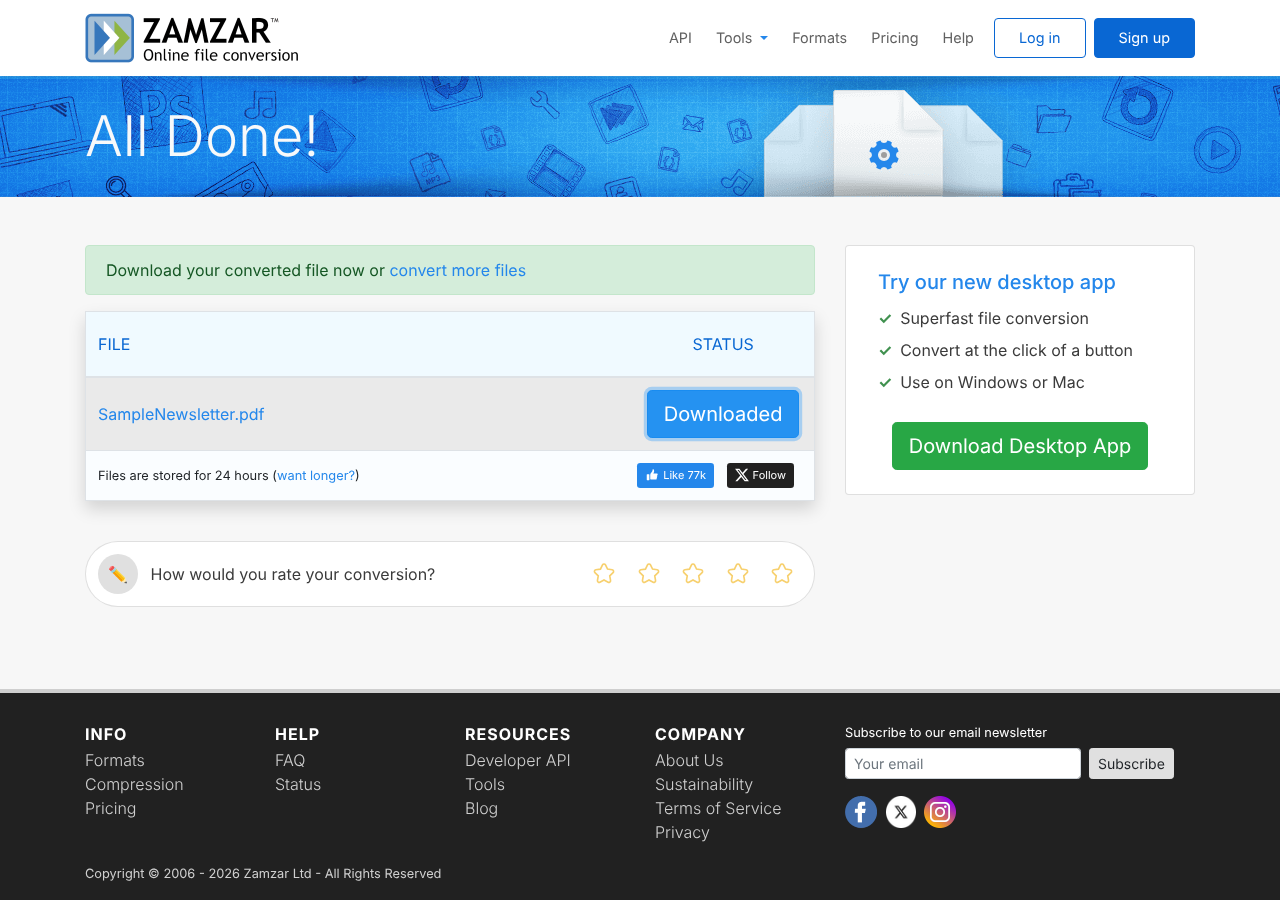 ZAMZAR™
Online file conversion
API
Tools
Formats
Pricing
Help
Log in
Sign up
All Done!
Download your converted file now or convert more files
FILE
STATUS
SampleNewsletter.pdf
Downloaded
Files are stored for 24 hours (want longer?)
Like 77k
Follow
How would you rate your conversion?
Try our new desktop app
Superfast file conversion
Convert at the click of a button
Use on Windows or Mac
Download Desktop App
INFO
Formats
Compression
Pricing
HELP
FAQ
Status
RESOURCES
Developer API
Tools
Blog
COMPANY
About Us
Sustainability
Terms of Service
Privacy
Subscribe to our email newsletter
Your email
Subscribe
Copyright © 2006 - 2026 Zamzar Ltd - All Rights Reserved